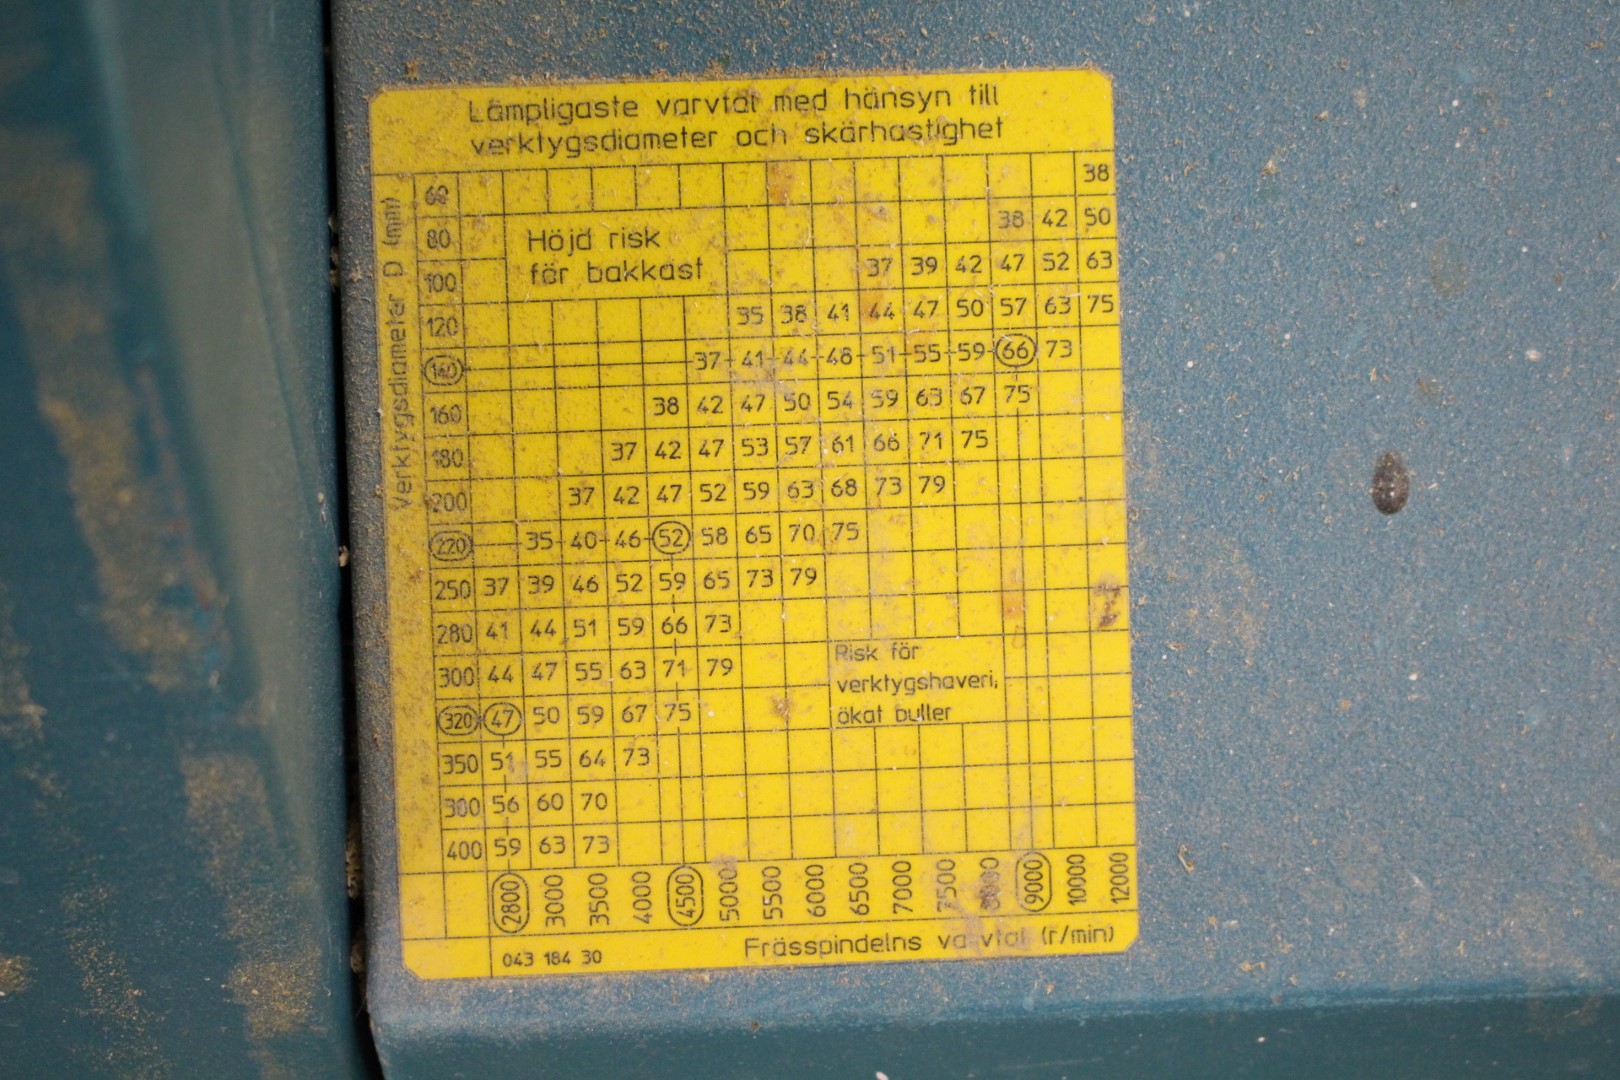 Lämpligaste varvtal med hänsyn till
verktygsdiameter och skärhastighet
Verktygsdiameter D (mm)
60 38
80 38 42 50
Höjd risk
för bakkast
100 37 39 42 47 52 63
120 35 38 41 44 47 50 57 63 75
140 37 41 44 48 51 55 59 66 73
160 38 42 47 50 54 59 63 67 75
180 37 42 47 53 57 61 66 71 75
200 37 42 47 52 59 63 68 73 79
220 35 40 46 52 58 65 70 75
250 37 39 46 52 59 65 73 79
280 41 44 51 59 66 73
300 44 47 55 63 71 79
Risk för
verktygshaveri,
ökat buller
320 47 50 59 67 75
350 51 55 64 73
380 56 60 70
400 59 63 73
2800 3000 3500 4000 4500 5000 5500 6000 6500 7000 7500 8000 9000 10000 12000
043 184 30
Frässpindelns varvtal (r/min)